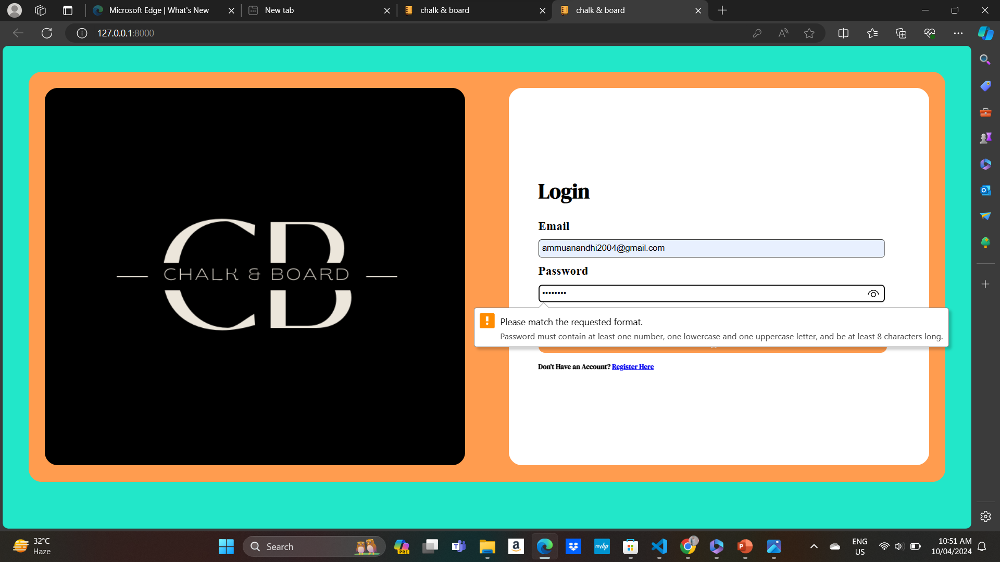 Microsoft Edge | What's New
New tab
chalk & board
chalk & board
127.0.0.1:8000
CHALK & BOARD
Login
Email
ammuanandhi2004@gmail.com
Password
••••••••
Please match the requested format.
Password must contain at least one number, one lowercase and one uppercase letter, and be at least 8 characters long.
Don't Have an Account? Register Here
32°C
Haze
Search
PRE
myhp
ENG
US
10:51 AM
10/04/2024